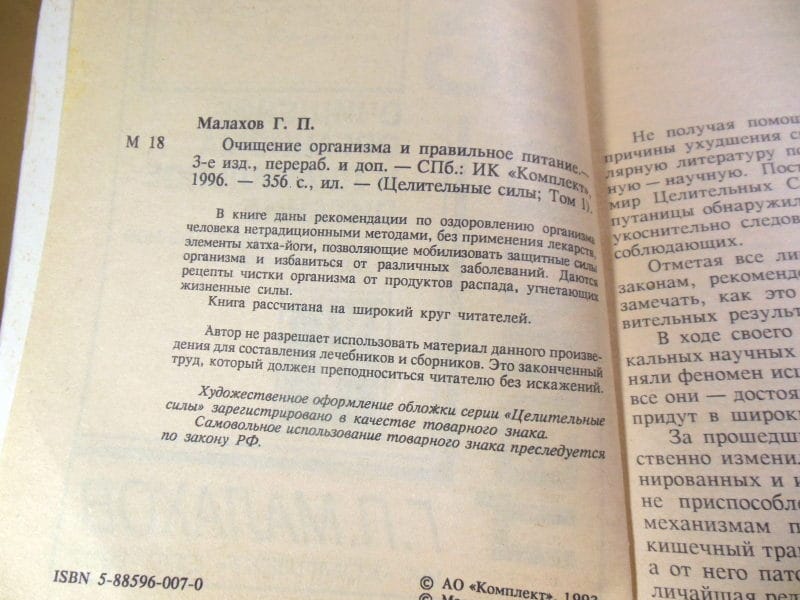 Малахов Г. П.
М 18
Очищение организма и правильное питание.—
3-е изд., перераб. и доп. — СПб.: ИК «Комплект»,
1996. — 356 с., ил. — (Целительные силы; Том 1).
В книге даны рекомендации по оздоровлению организма
человека нетрадиционными методами, без применения лекарств,
элементы хатха-йоги, позволяющие мобилизовать защитные силы
организма и избавиться от различных заболеваний. Даются
рецепты чистки организма от продуктов распада, угнетающих
жизненные силы.
Книга рассчитана на широкий круг читателей.
Автор не разрешает использовать материал данного произве-
дения для составления лечебников и сборников. Это законченный
труд, который должен преподноситься читателю без искажений.
Художественное оформление обложки серии «Целительные
силы» зарегистрировано в качестве товарного знака.
Самовольное использование товарного знака преследуется
по закону РФ.
ISBN 5-88596-007-0
© АО «Комплект», 1993
©
Не получая помощ
причины ухудшения
лярную литературу
ную — научную.
мир Целительных С
путаницы обнаружил
укоснительно следов
соблюдающих.
Отметая все
законам, рекоменд
замечать, как это
вительных результ
В ходе своего
кальных научных
няли феномен
все они — достоя
придут в широк
За прошедш
ственно изменил
нированных и и
не приспособле
механизмам п
кишечный тра
а от него пато
личайшая